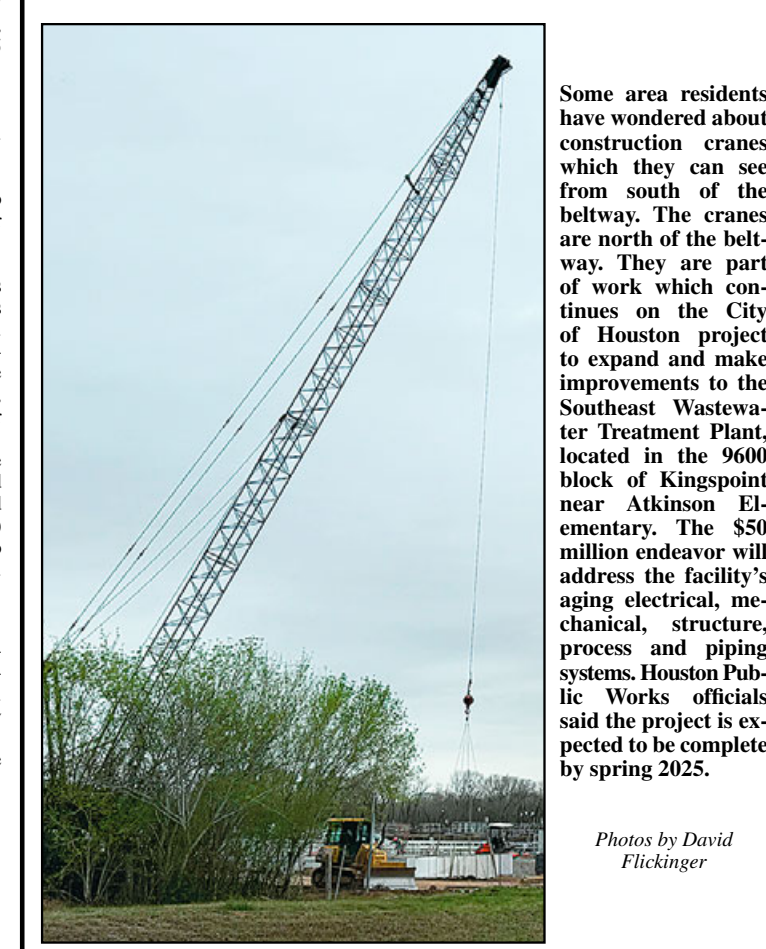 Some area residents
have wondered about
construction cranes
which they can see
from south of the
beltway. The cranes
are north of the belt-
way. They are part
of work which con-
tinues on the City
of Houston project
to expand and make
improvements to the
Southeast Wastewa-
ter Treatment Plant,
located in the 9600
block of Kingspoint
near Atkinson El-
ementary. The $50
million endeavor will
address the facility’s
aging electrical, me-
chanical, structure,
process and piping
systems. Houston Pub-
lic Works officials
said the project is ex-
pected to be complete
by spring 2025.
Photos by David
Flickinger